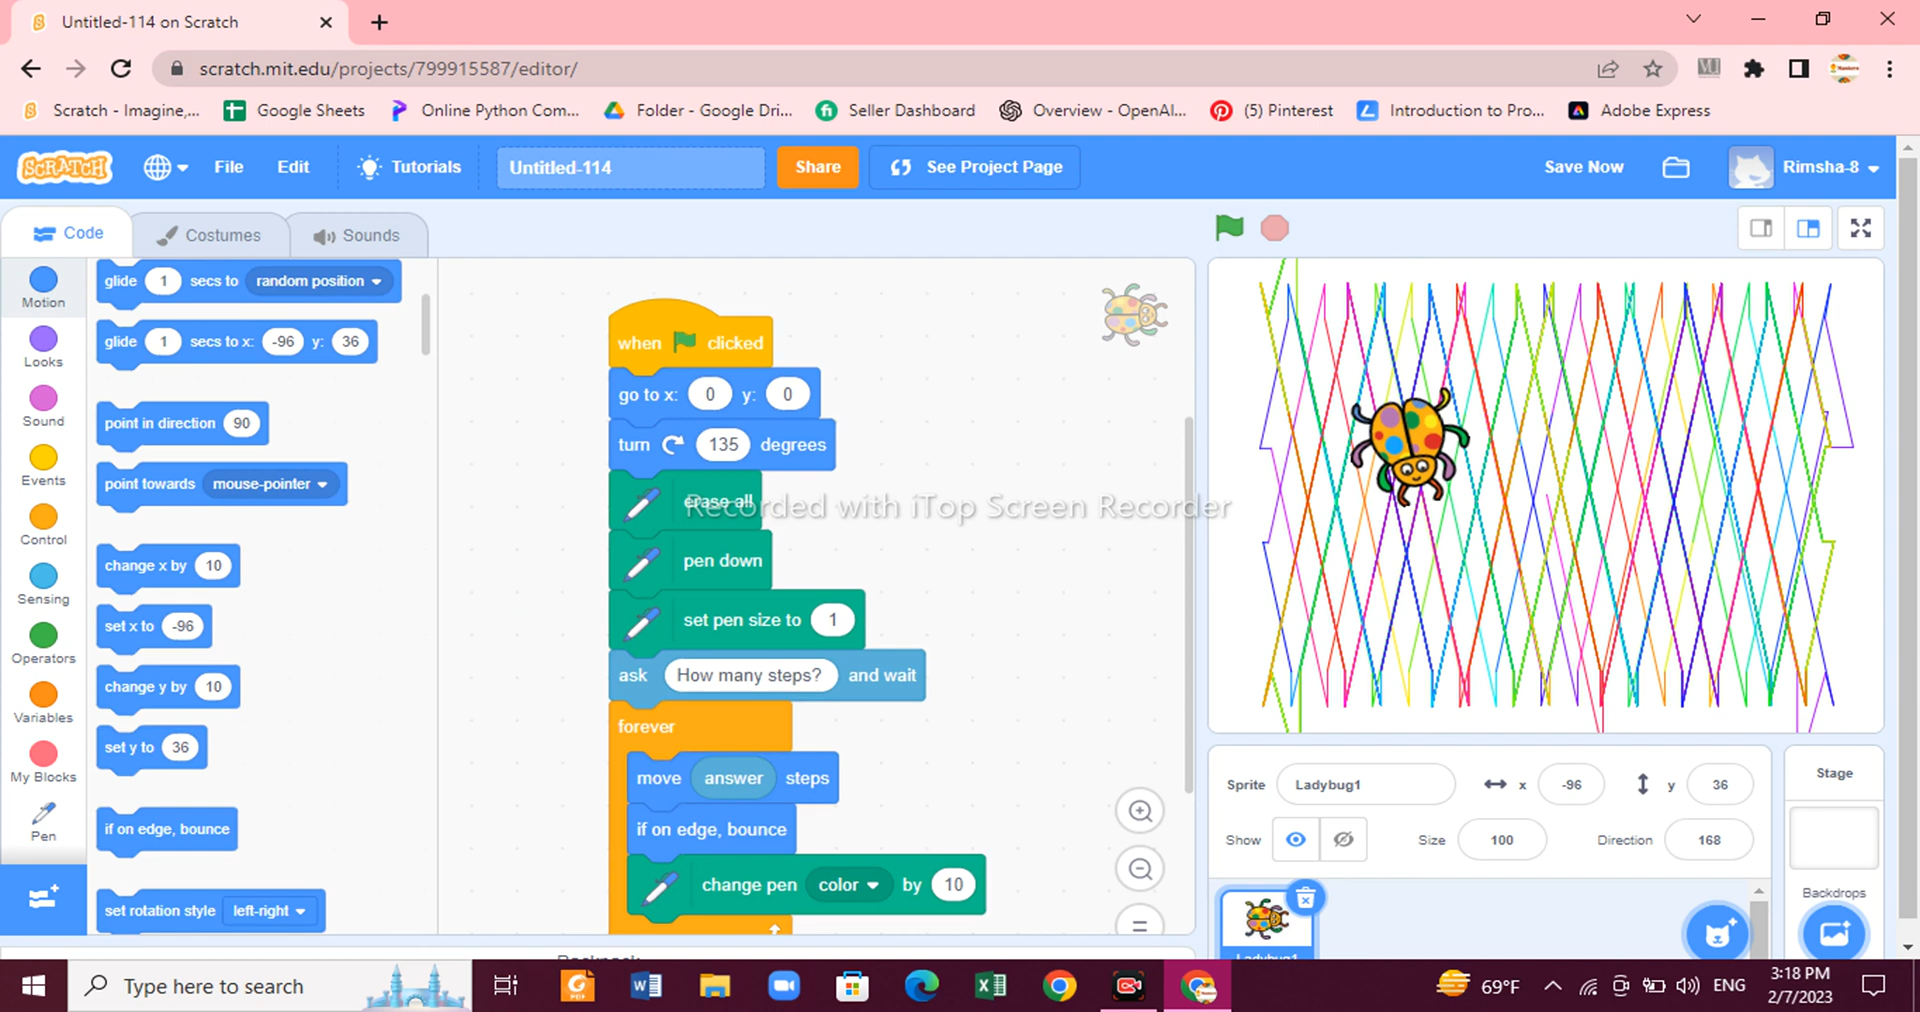 Untitled-114 on Scratch
scratch.mit.edu/projects/799915587/editor/
Scratch - Imagine,... Google Sheets Online Python Com... Folder - Google Dri... Seller Dashboard Overview - OpenAI... (5) Pinterest Introduction to Pro... Adobe Express
SCRATCH File Edit Tutorials Untitled-114 Share See Project Page Save Now Rimsha-8
Code Costumes Sounds
Motion
Looks
Sound
Events
Control
Sensing
Operators
Variables
My Blocks
Pen
glide 1 secs to random position
glide 1 secs to x: -96 y: 36
point in direction 90
point towards mouse-pointer
change x by 10
set x to -96
change y by 10
set y to 36
if on edge, bounce
set rotation style left-right
when clicked
go to x: 0 y: 0
turn 135 degrees
erase all
pen down
set pen size to 1
ask How many steps? and wait
forever
move answer steps
if on edge, bounce
change pen color by 10
Recorded with iTop Screen Recorder
Sprite Ladybug1 x -96 y 36
Show Size 100 Direction 168
Ladybug1
Stage
Backdrops
Backpack
Type here to search
69°F ENG
3:18 PM
2/7/2023